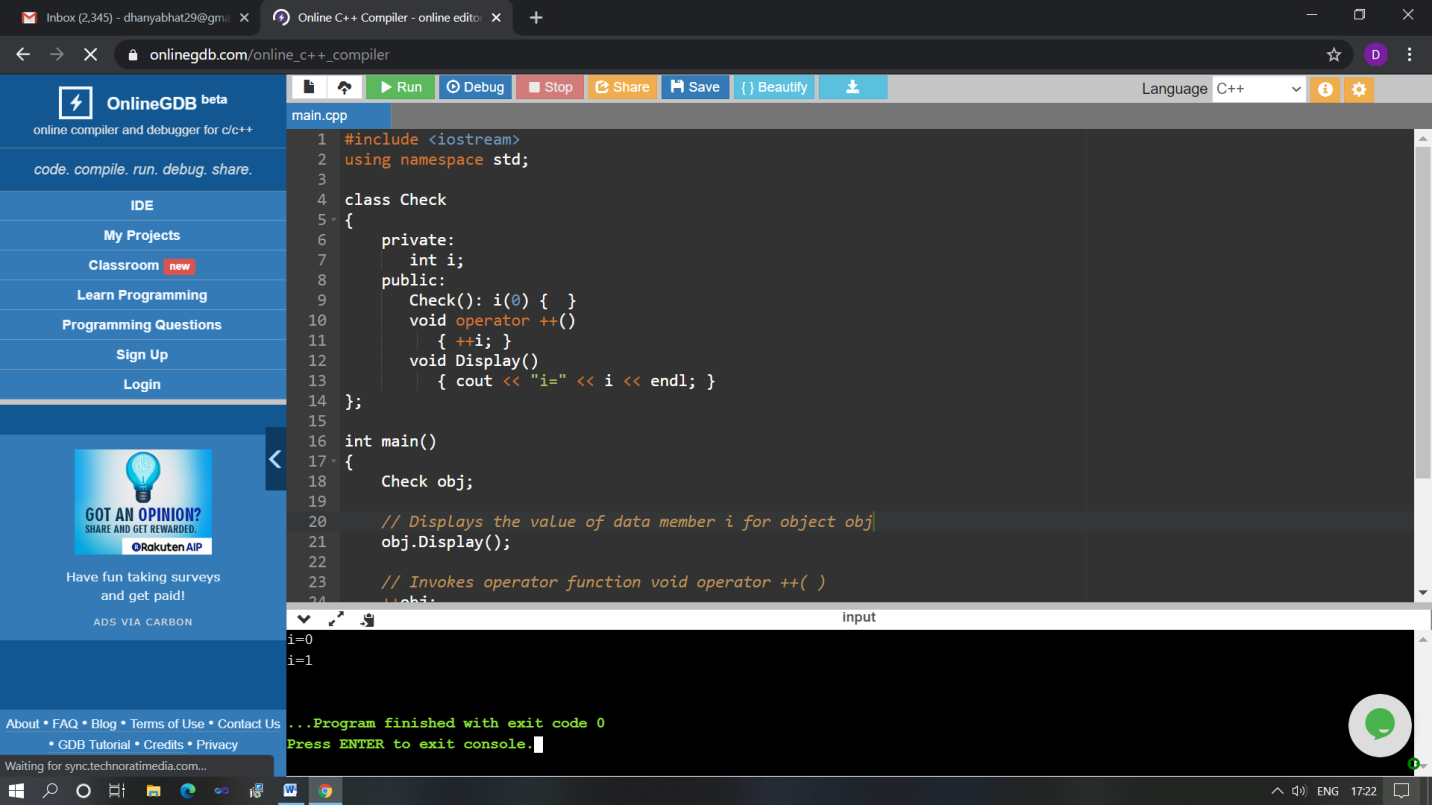 Inbox (2,345) - dhanyabhat29@gma
Online C++ Compiler - online edito
onlinegdb.com/online_c++_compiler
D
OnlineGDB beta
online compiler and debugger for c/c++
code. compile. run. debug. share.
IDE
My Projects
Classroom new
Learn Programming
Programming Questions
Sign Up
Login
GOT AN OPINION?
SHARE AND GET REWARDED.
Rakuten AIP
Have fun taking surveys
and get paid!
ADS VIA CARBON
About • FAQ • Blog • Terms of Use • Contact Us
• GDB Tutorial • Credits • Privacy
Waiting for sync.technoratimedia.com...
Run Debug Stop Share Save { } Beautify
Language C++
main.cpp
1 #include <iostream>
2 using namespace std;
3
4 class Check
5 {
6 private:
7 int i;
8 public:
9 Check(): i(0) {  }
10 void operator ++()
11 { ++i; }
12 void Display()
13 { cout << "i=" << i << endl; }
14 };
15
16 int main()
17 {
18 Check obj;
19
20 // Displays the value of data member i for object obj
21 obj.Display();
22
23 // Invokes operator function void operator ++( )
24 ++obj;
input
i=0
i=1
...Program finished with exit code 0
Press ENTER to exit console.
ENG 17:22